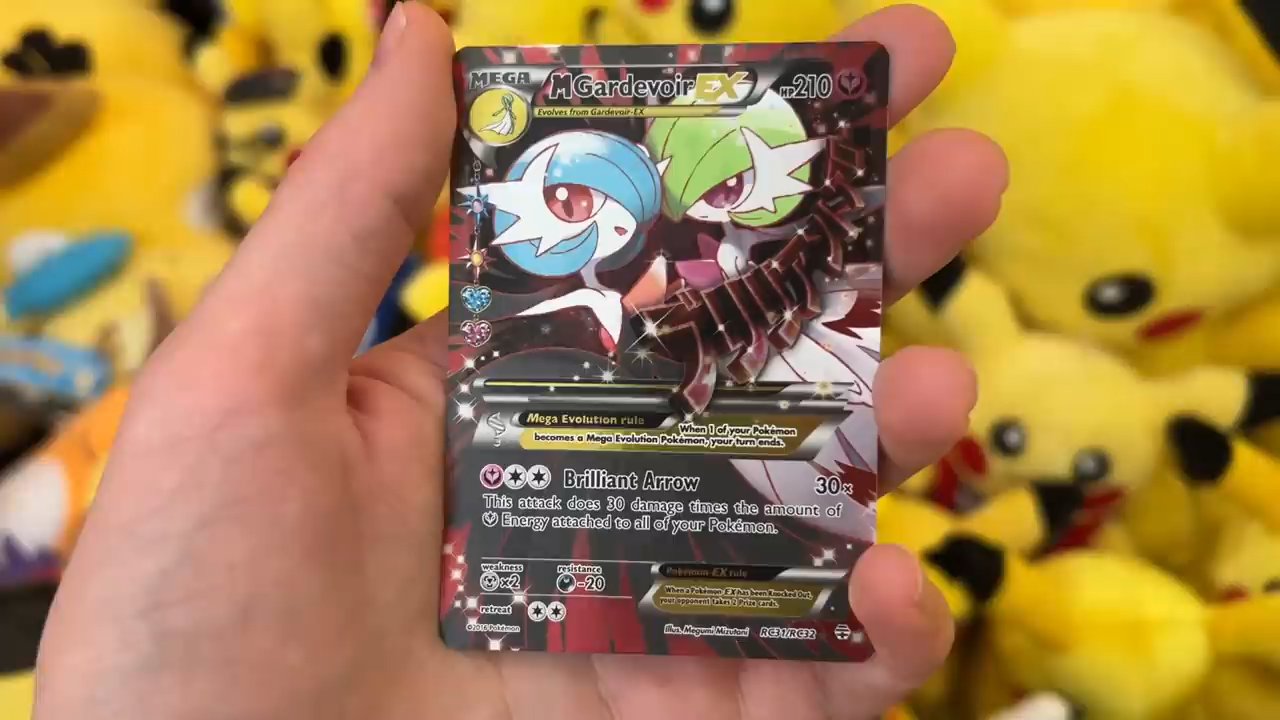 MEGA
MGardevoirEX
HP210
Evolves from Gardevoir-EX
Mega Evolution rule
When 1 of your Pokémon
becomes a Mega Evolution Pokémon, your turn ends.
Brilliant Arrow 30×
This attack does 30 damage times the amount of
Energy attached to all of your Pokémon.
weakness
×2
resistance
-20
retreat
Pokémon-EX rule
When a Pokémon-EX has been Knocked Out,
your opponent takes 2 Prize cards.
©2016 Pokémon
Illus. Megumi Mizutani RC31/RC32